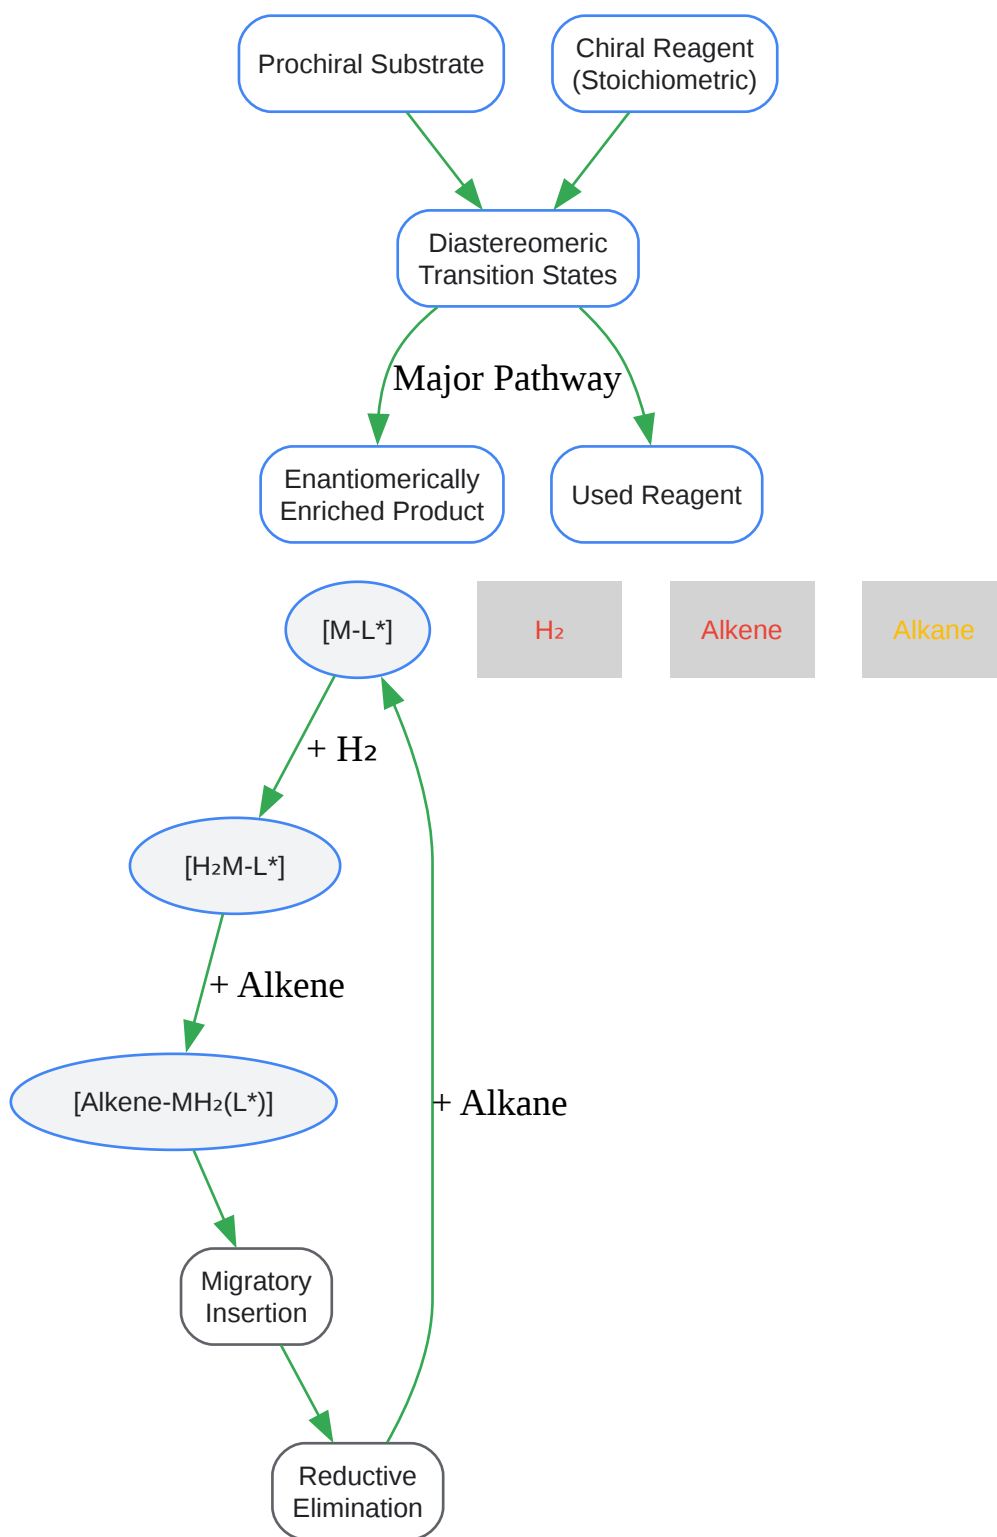 Prochiral Substrate
Chiral Reagent
(Stoichiometric)
Diastereomeric
Transition States
Major Pathway
Enantiomerically
Enriched Product
Used Reagent
[M-L*]
H₂
Alkene
Alkane
+ H₂
[H₂M-L*]
+ Alkene
[Alkene-MH₂(L*)]
+ Alkane
Migratory
Insertion
Reductive
Elimination